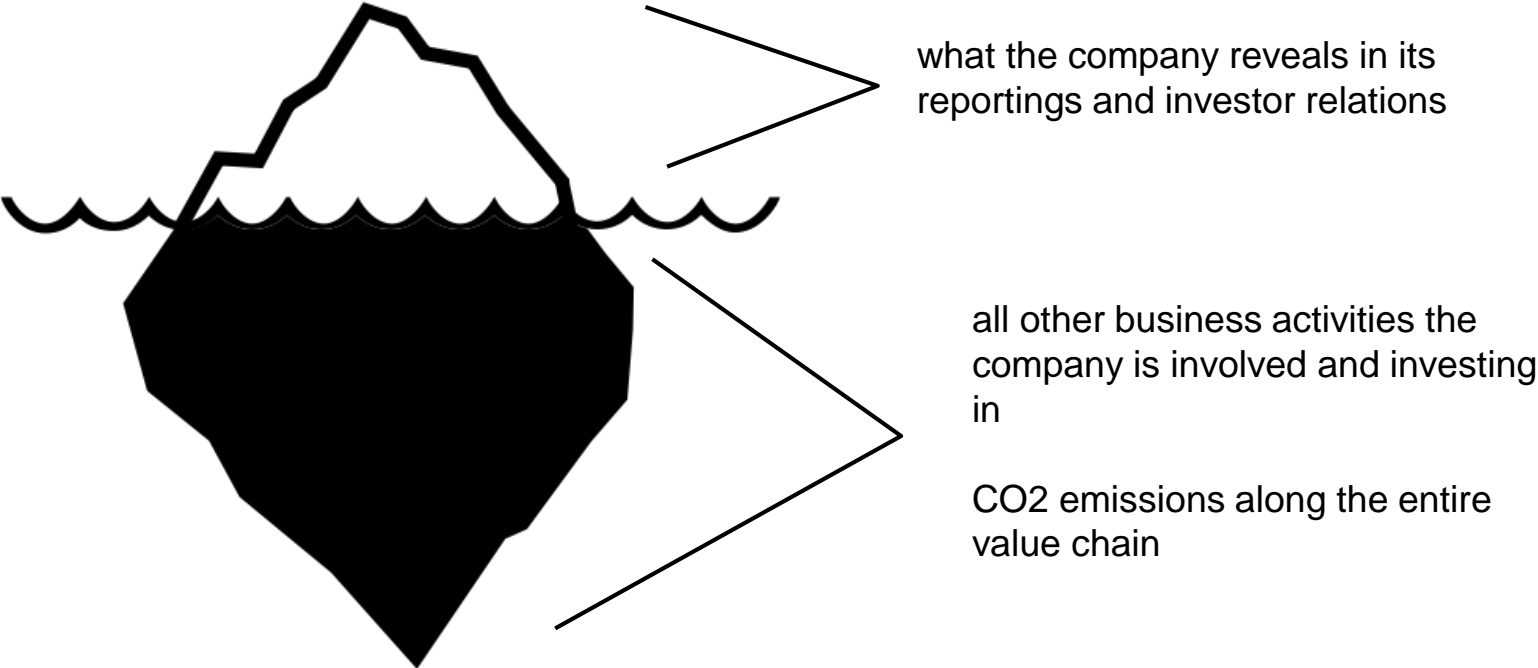 what the company reveals in its
reportings and investor relations
all other business activities the
company is involved and investing
in
CO2 emissions along the entire
value chain